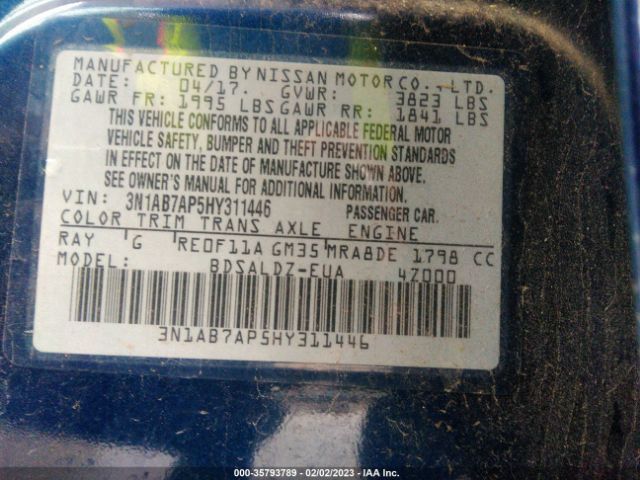 MANUFACTURED BY NISSAN MOTOR CO., LTD.
DATE: 04/17. GVWR: 3823 LBS
GAWR FR: 1995 LBS GAWR RR: 1841 LBS
THIS VEHICLE CONFORMS TO ALL APPLICABLE FEDERAL MOTOR
VEHICLE SAFETY, BUMPER AND THEFT PREVENTION STANDARDS
IN EFFECT ON THE DATE OF MANUFACTURE SHOWN ABOVE.
SEE OWNER'S MANUAL FOR ADDITIONAL INFORMATION.
VIN: 3N1AB7AP5HY311446 PASSENGER CAR.
COLOR TRIM TRANS AXLE ENGINE
RAY G RE0F11A GM35 MRA8DE 1798 CC
MODEL: BDSALDZ-EUA 4Z000
3N1AB7AP5HY311446
000-35793789 - 02/02/2023 - IAA Inc.